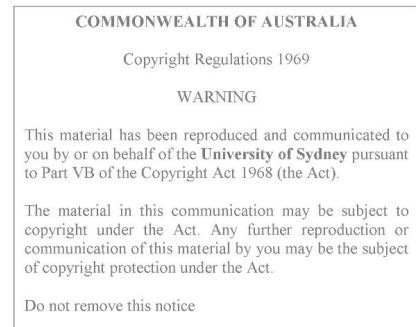 COMMONWEALTH OF AUSTRALIA
Copyright Regulations 1969
WARNING
This material has been reproduced and communicated to
you by or on behalf of the University of Sydney pursuant
to Part VB of the Copyright Act 1968 (the Act).
The material in this communication may be subject to
copyright under the Act. Any further reproduction or
communication of this material by you may be the subject
of copyright protection under the Act.
Do not remove this notice